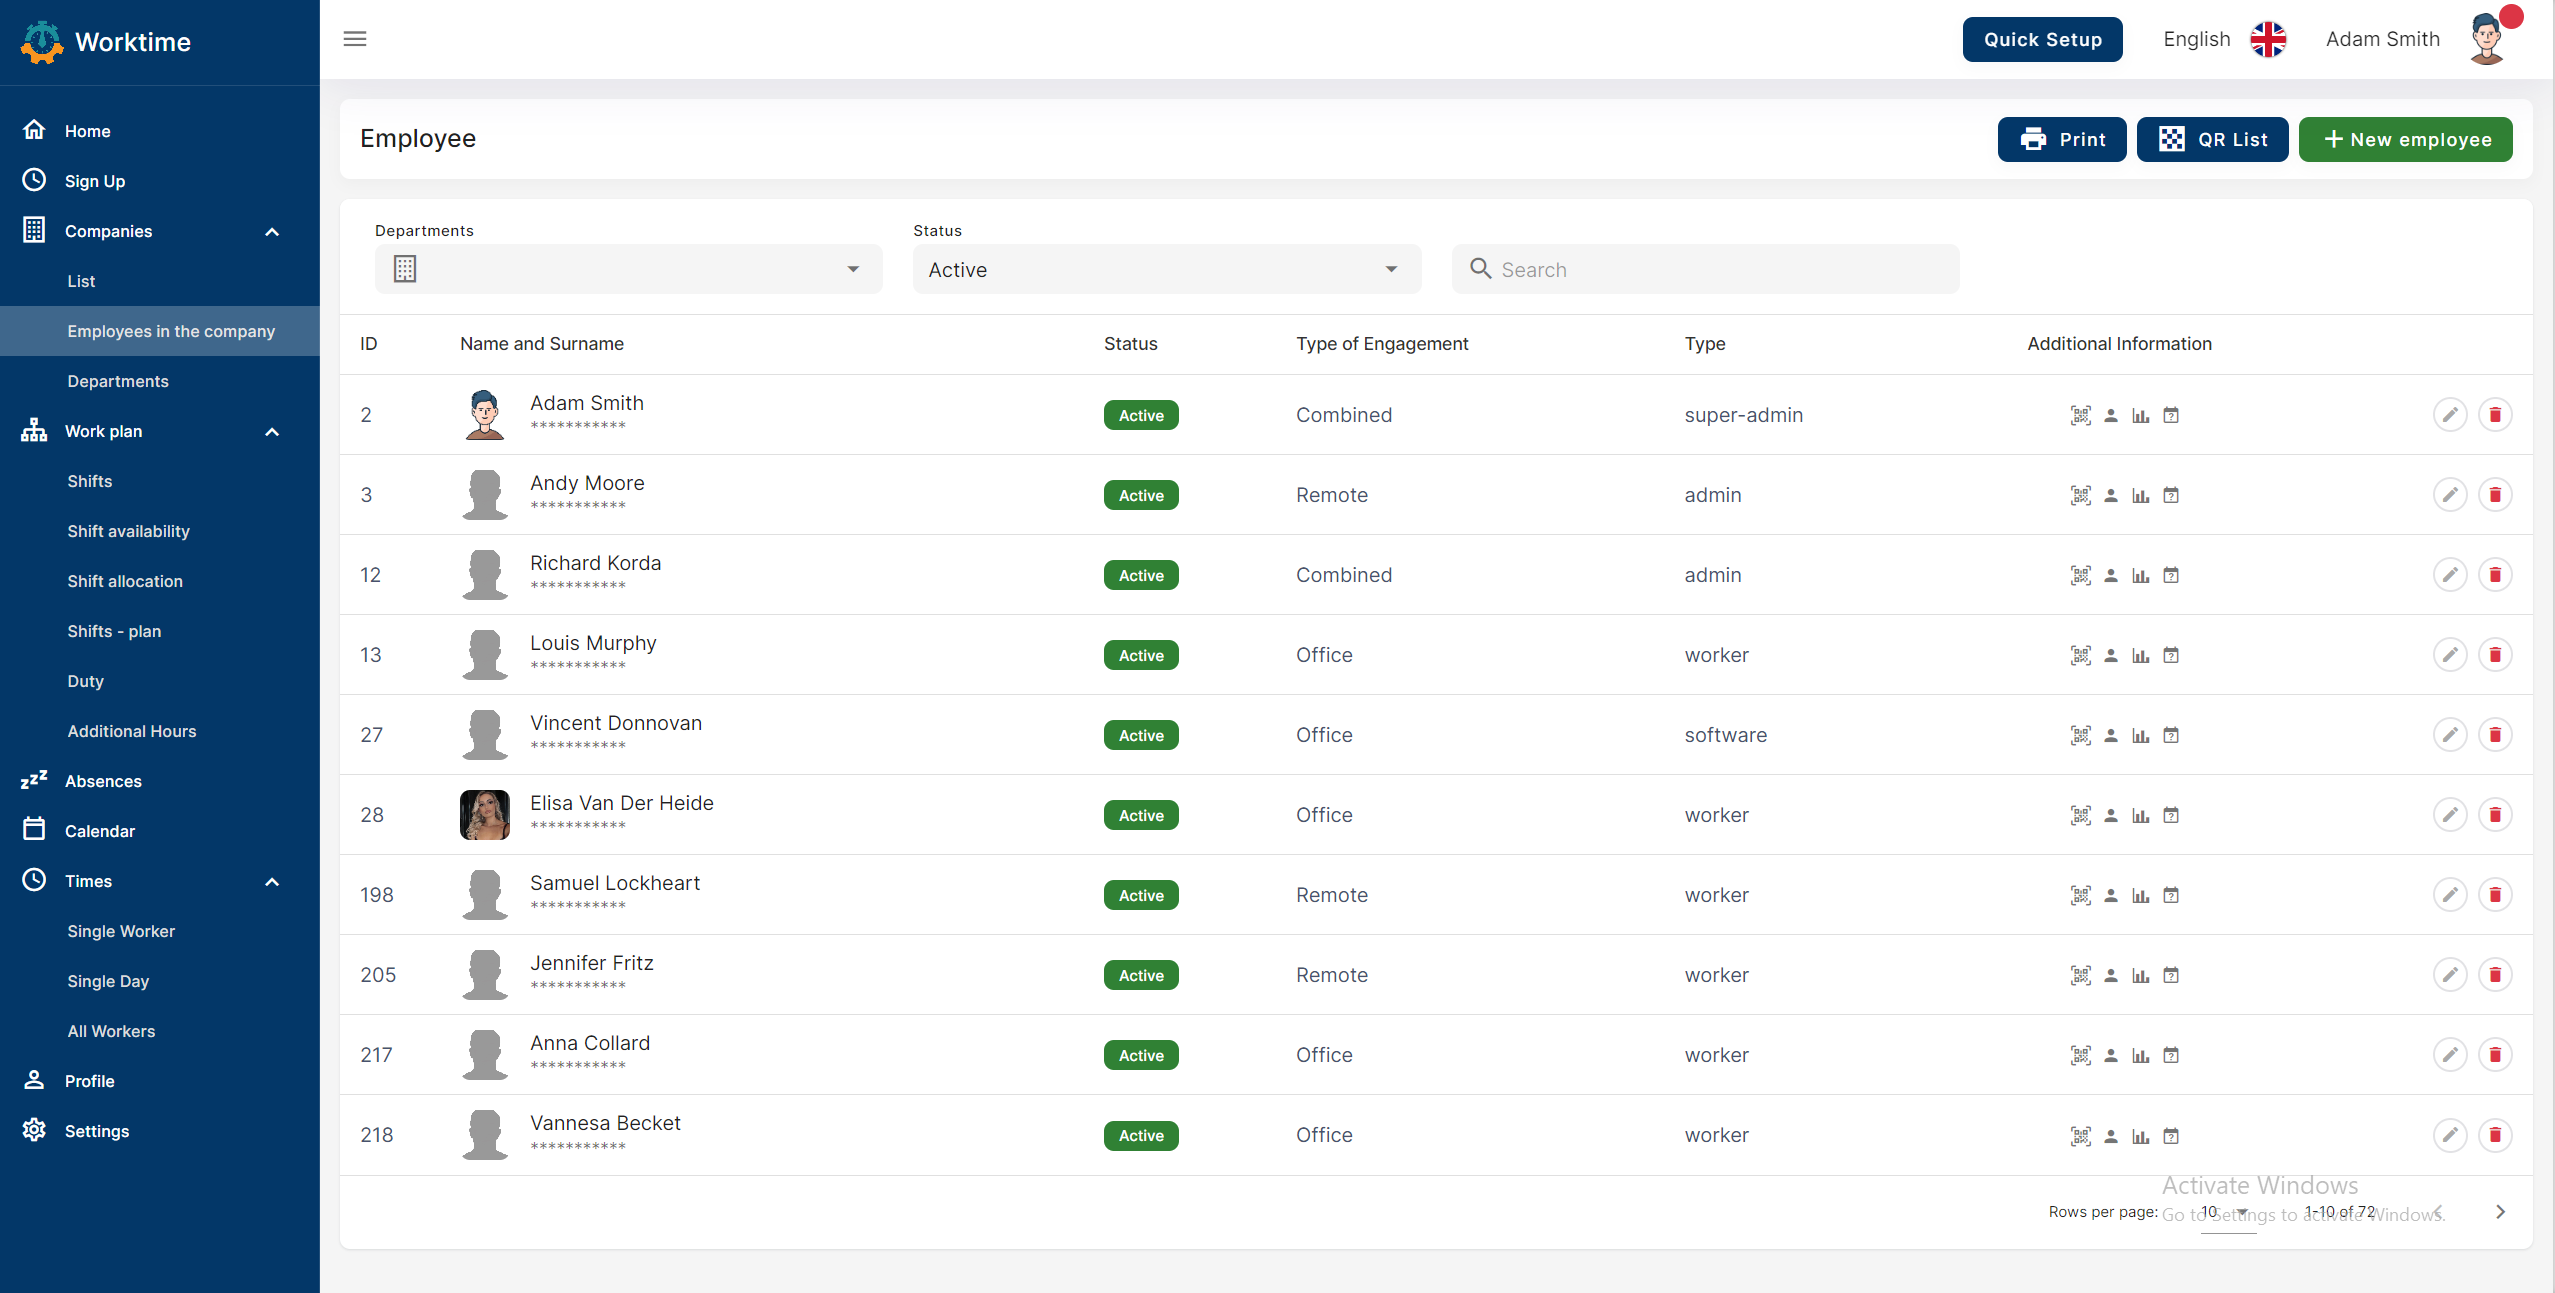 Worktime
Home
Sign Up
Companies
List
Employees in the company
Departments
Work plan
Shifts
Shift availability
Shift allocation
Shifts - plan
Duty
Additional Hours
Absences
Calendar
Times
Single Worker
Single Day
All Workers
Profile
Settings
Quick Setup English Adam Smith
Employee Print QR List + New employee
Departments Status
Active Search
ID Name and Surname Status Type of Engagement Type Additional Information
2 Adam Smith Active Combined super-admin
***********
3 Andy Moore Active Remote admin
***********
12 Richard Korda Active Combined admin
***********
13 Louis Murphy Active Office worker
***********
27 Vincent Donnovan Active Office software
***********
28 Elisa Van Der Heide Active Office worker
***********
198 Samuel Lockheart Active Remote worker
***********
205 Jennifer Fritz Active Remote worker
***********
217 Anna Collard Active Office worker
***********
218 Vannesa Becket Active Office worker
***********
Rows per page: 10 1-10 of 72
Activate Windows
Go to Settings to activate Windows.